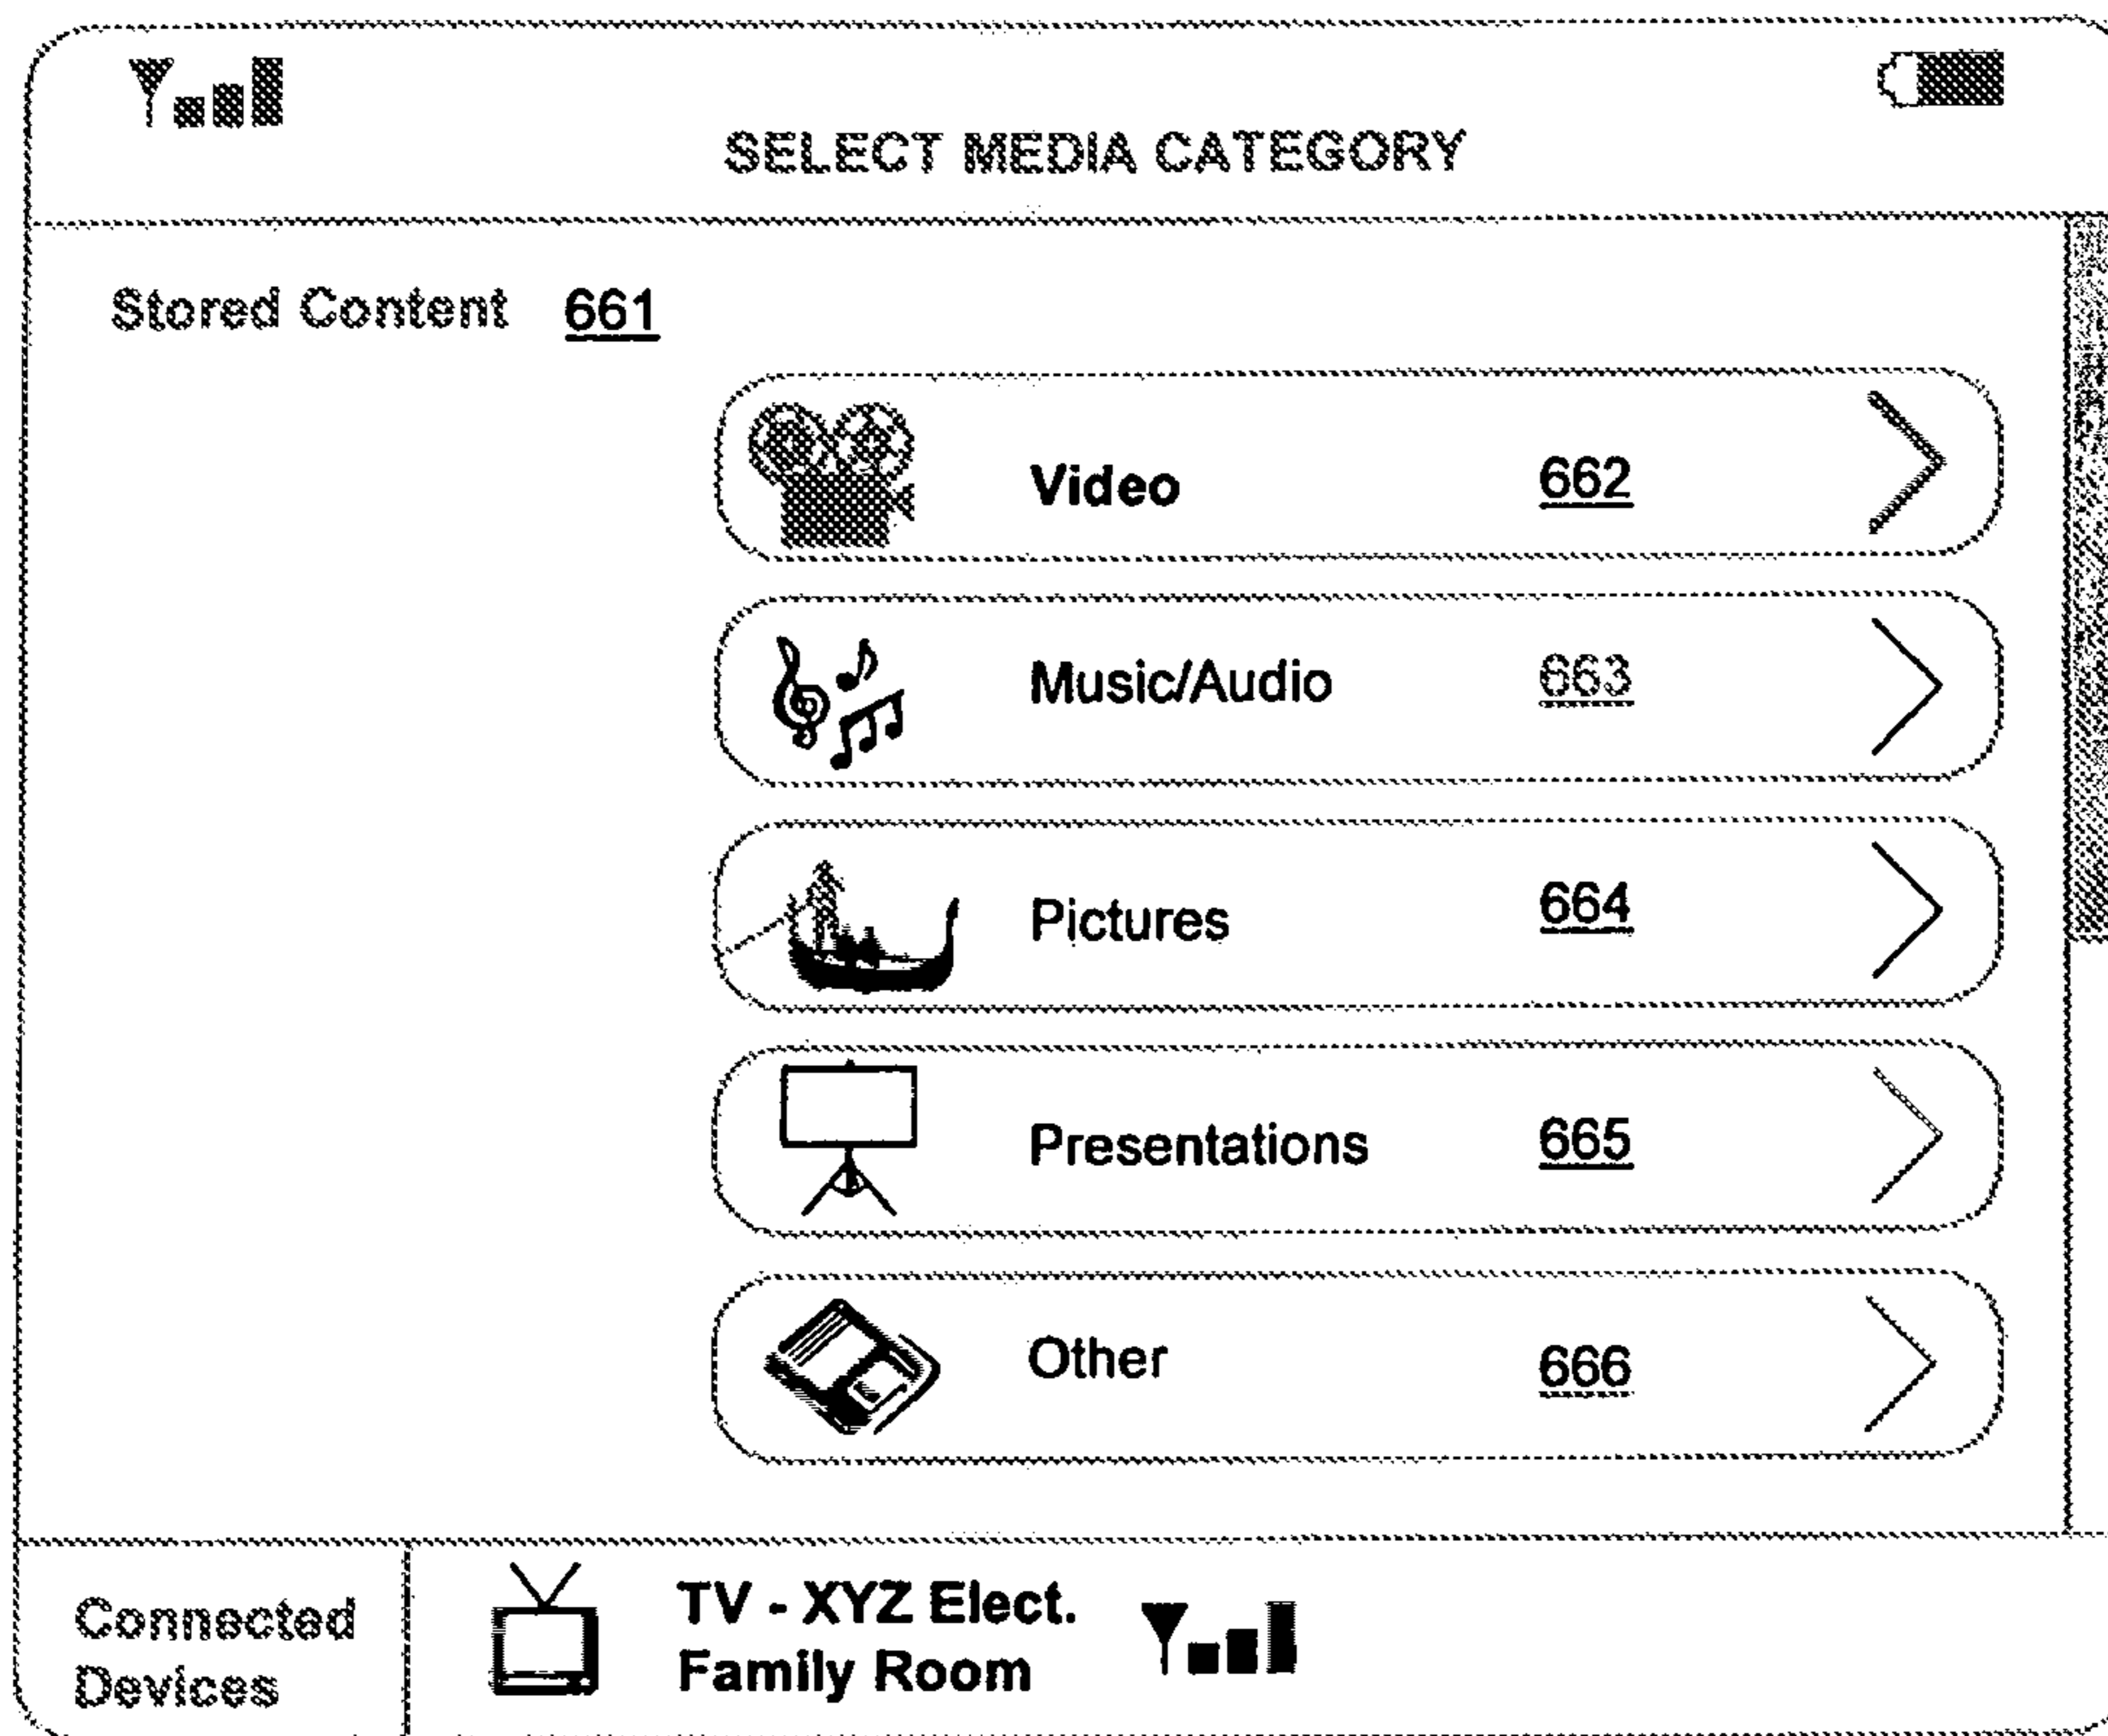 SELECT MEDIA CATEGORY
Stored Content 661
Video 662
Music/Audio 663
Pictures 664
Presentations 665
Other 666
Connected
Devices
TV - XYZ Elect.
Family Room